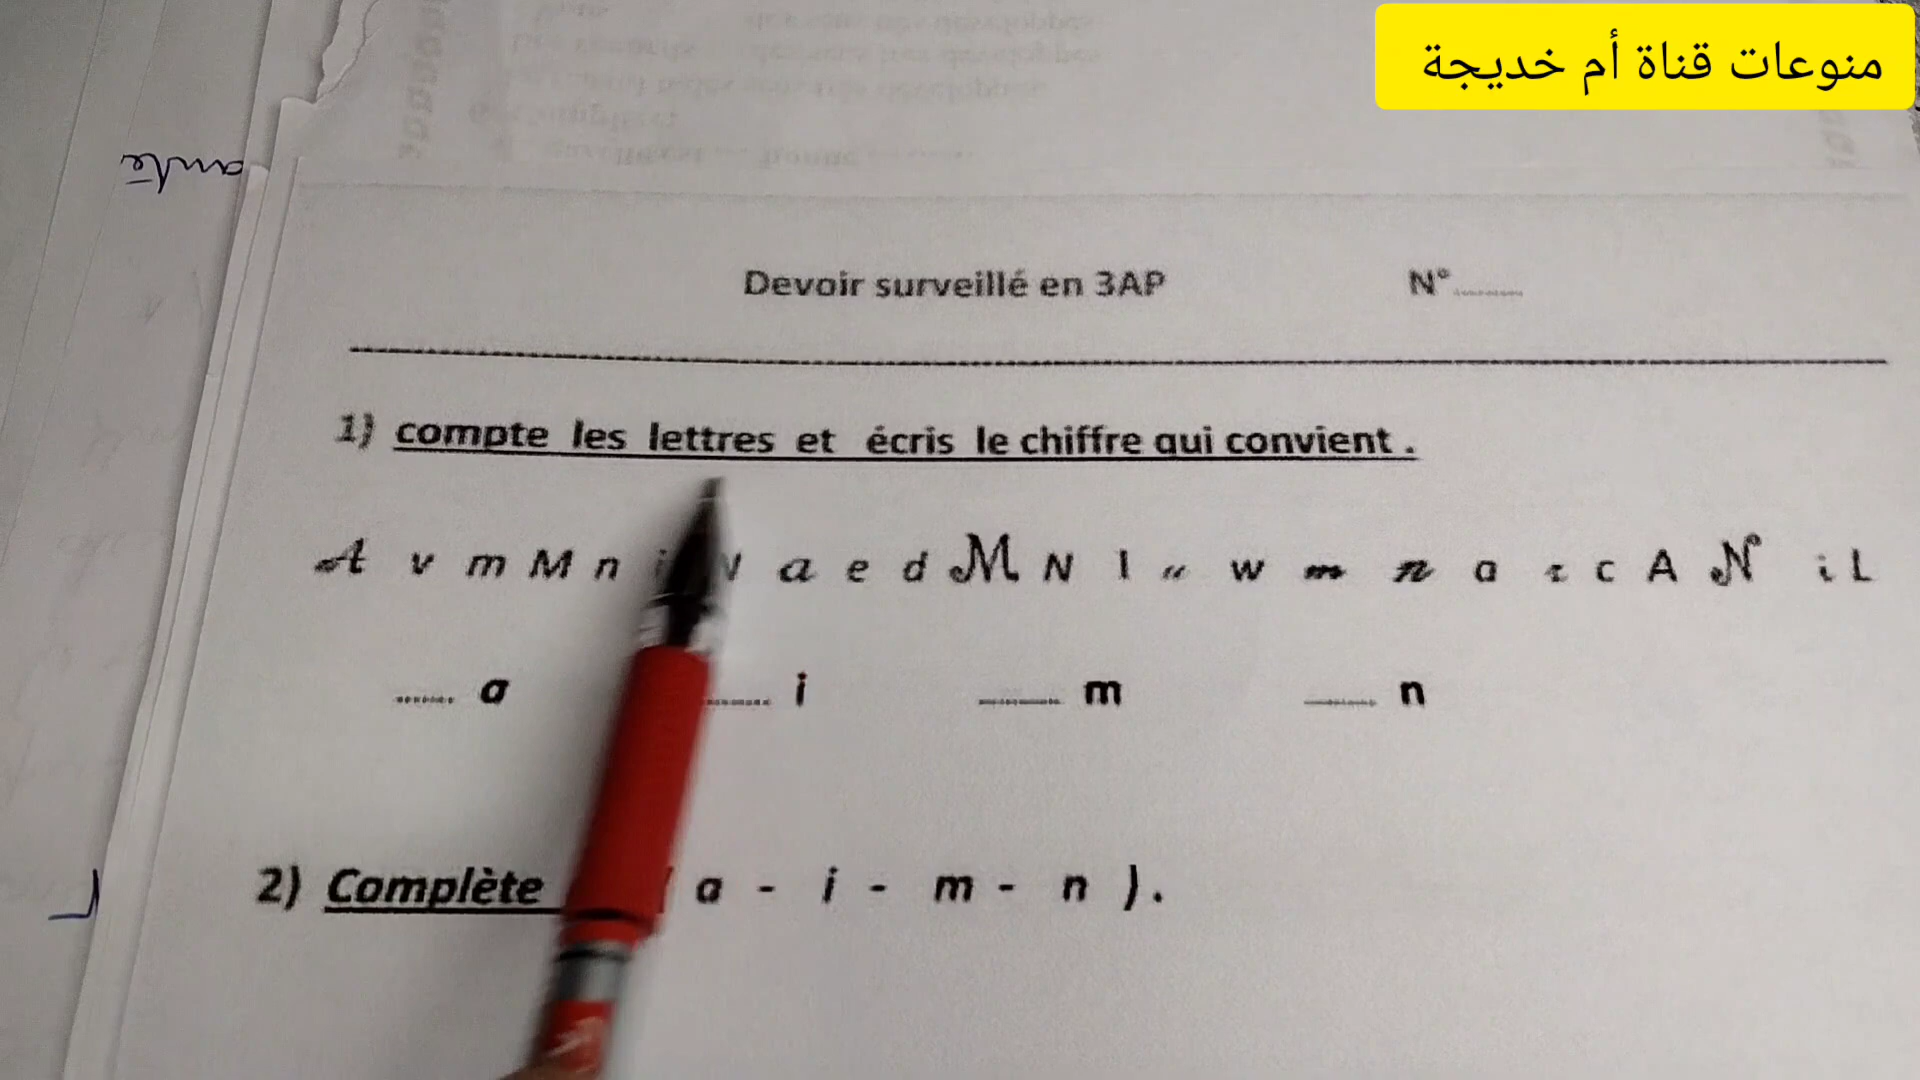 منوعات قناة أم خديجة
Devoir surveillé en 3AP N°........
1) compte les lettres et écris le chiffre qui convient .
A v m M n i N a e d M N l u w m n a r c A N i L
....... a ....... i ....... m ....... n
2) Complète ( a - i - m - n ) .